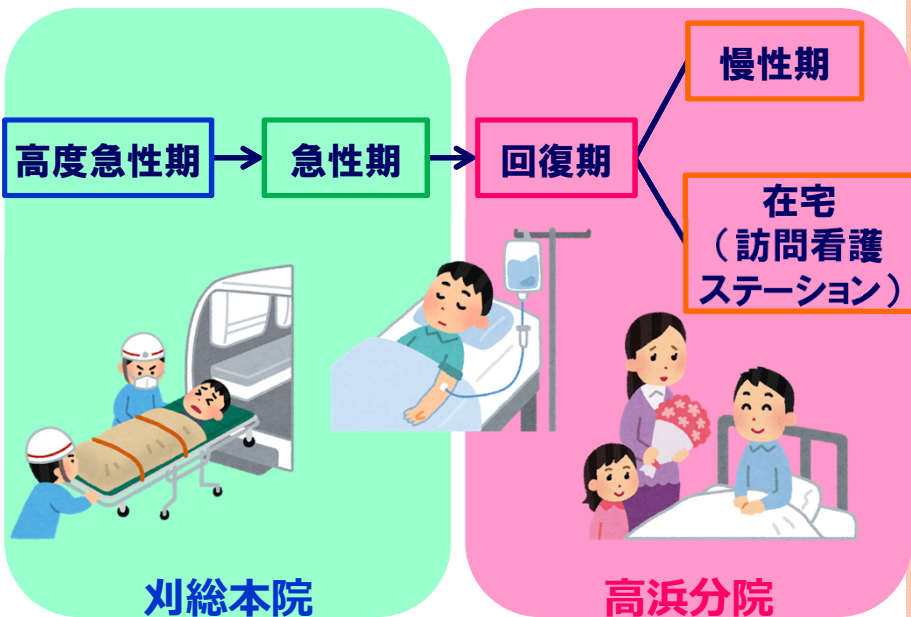 慢性期
高度急性期
急性期
回復期
在宅
（訪問看護
ステーション）
刈総本院
高浜分院